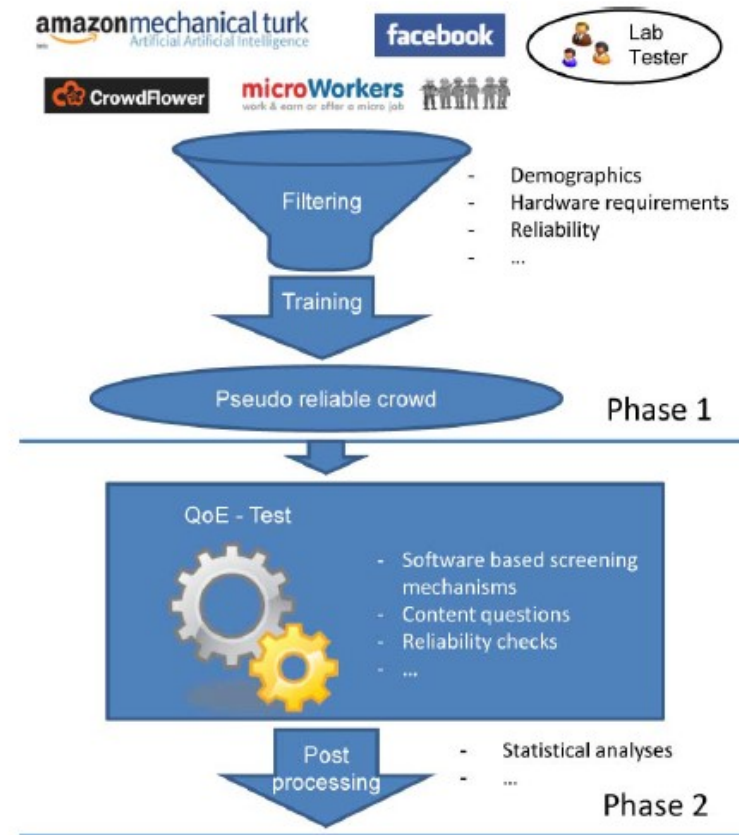 amazonmechanical turk
beta
Artificial Artificial Intelligence
facebook
Lab
Tester
CrowdFlower
microWorkers
work & earn or offer a micro job
Filtering
- Demographics
- Hardware requirements
- Reliability
- ...
Training
Pseudo reliable crowd
Phase 1
QoE - Test
- Software based screening
mechanisms
- Content questions
- Reliability checks
- ...
Post
processing
- Statistical analyses
- ...
Phase 2